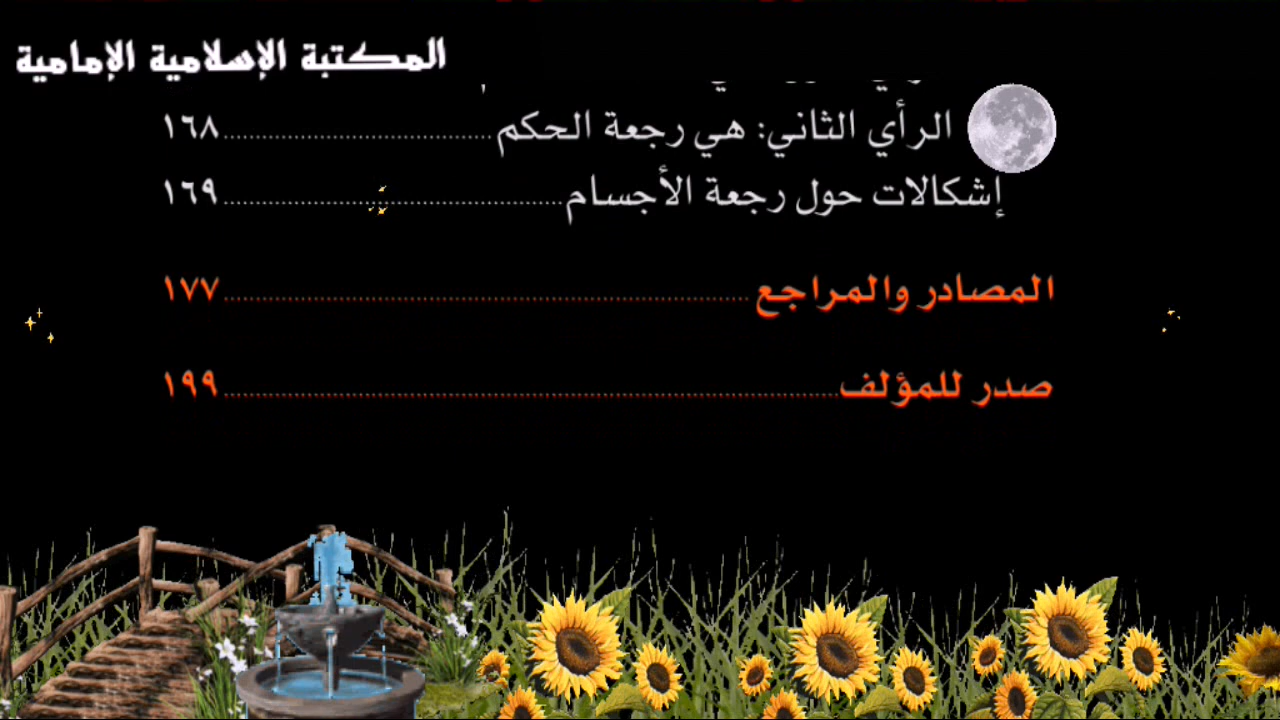 المكتبة الإسلامية الإمامية
الرأي الثاني: هي رجعة الحكم ................................ ١٦٨
إشكالات حول رجعة الأجسام ................................ ١٦٩
المصادر والمراجع ................................ ١٧٧
صدر للمؤلف ................................ ١٩٩